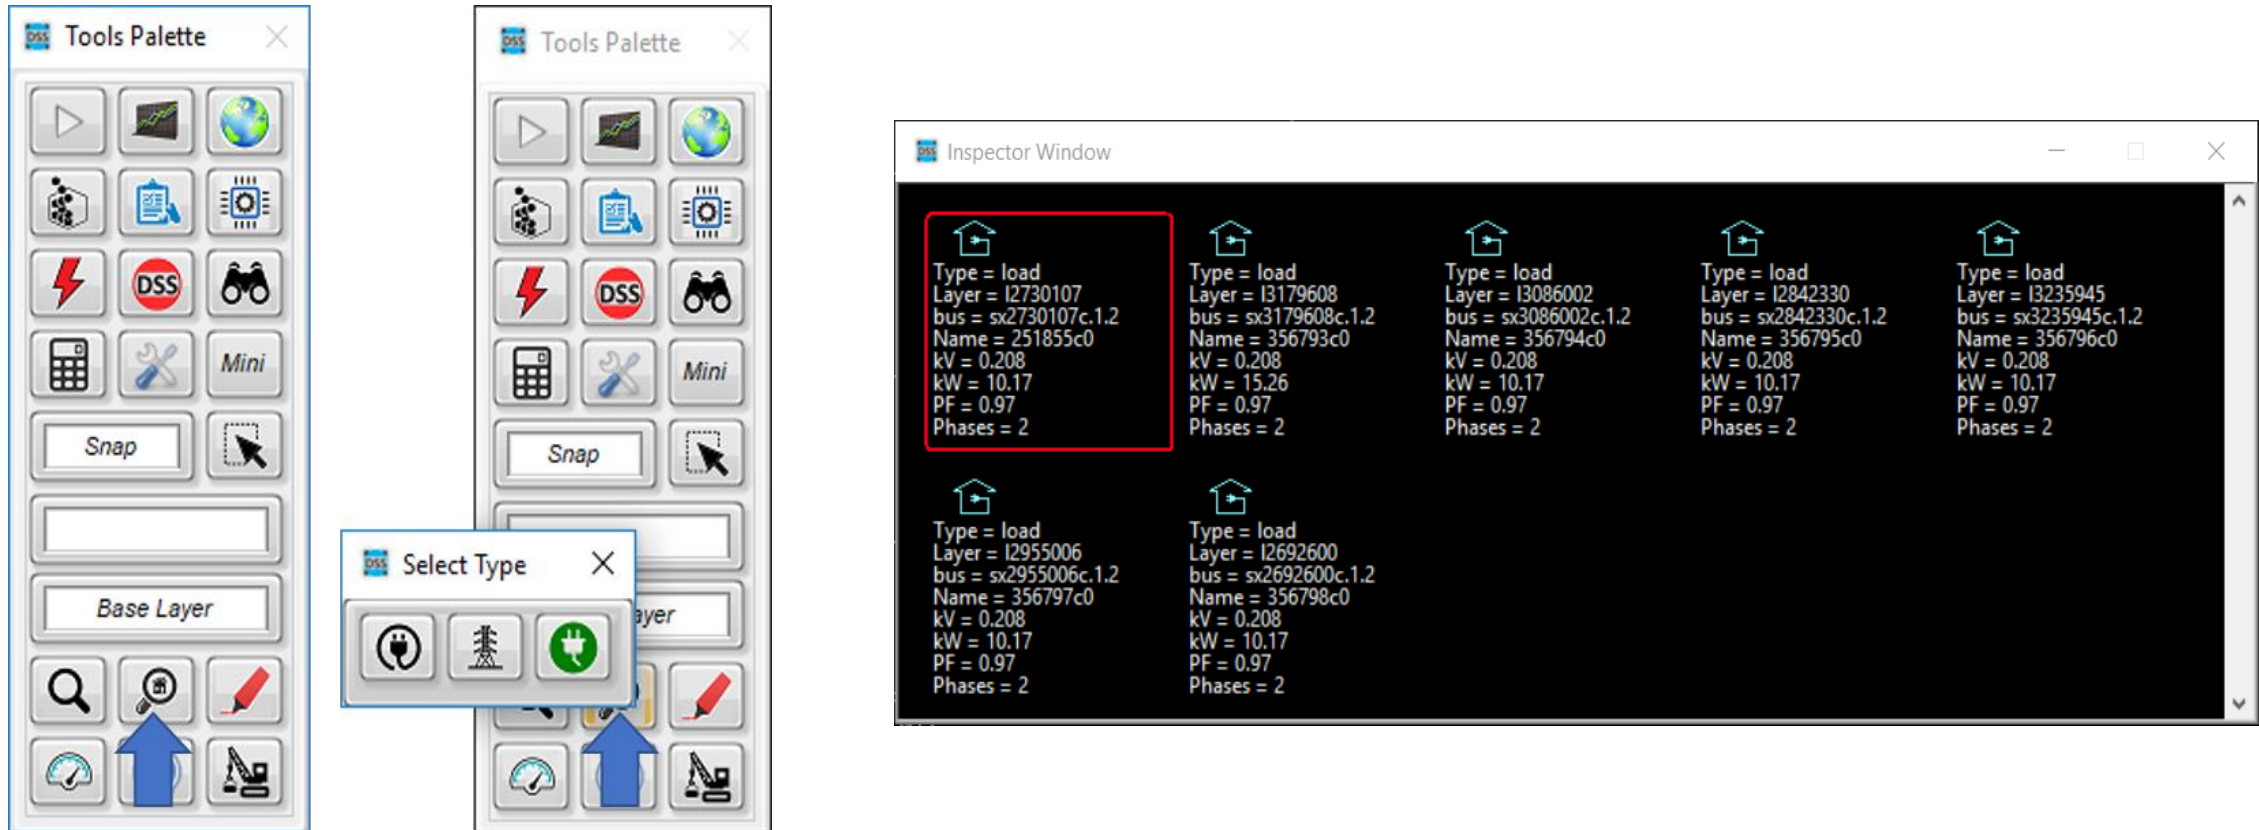 DSS Tools Palette
DSS
Mini
Snap
Base Layer
DSS Tools Palette
DSS
Mini
Snap
ayer
DSS Select Type
DSS Inspector Window
Type = load
Layer = l2730107
bus = sx2730107c.1.2
Name = 251855c0
kV = 0.208
kW = 10.17
PF = 0.97
Phases = 2
Type = load
Layer = l3179608
bus = sx3179608c.1.2
Name = 356793c0
kV = 0.208
kW = 15.26
PF = 0.97
Phases = 2
Type = load
Layer = l3086002
bus = sx3086002c.1.2
Name = 356794c0
kV = 0.208
kW = 10.17
PF = 0.97
Phases = 2
Type = load
Layer = l2842330
bus = sx2842330c.1.2
Name = 356795c0
kV = 0.208
kW = 10.17
PF = 0.97
Phases = 2
Type = load
Layer = l3235945
bus = sx3235945c.1.2
Name = 356796c0
kV = 0.208
kW = 10.17
PF = 0.97
Phases = 2
Type = load
Layer = l2955006
bus = sx2955006c.1.2
Name = 356797c0
kV = 0.208
kW = 10.17
PF = 0.97
Phases = 2
Type = load
Layer = l2692600
bus = sx2692600c.1.2
Name = 356798c0
kV = 0.208
kW = 10.17
PF = 0.97
Phases = 2